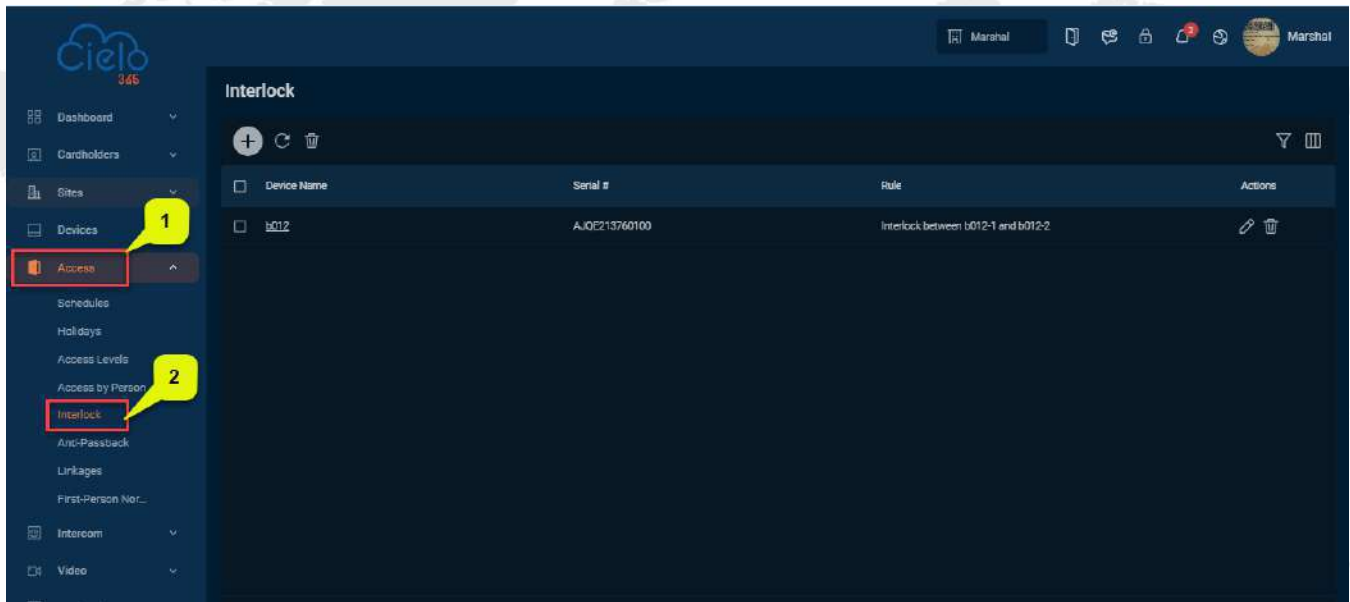 Cielo
365
Marshal
2
Marshal
Interlock
Dashboard
Cardholders
Sites
Devices
1
Access
Schedules
Holidays
Access Levels
Access by Person
2
Interlock
Anti-Passback
Linkages
First-Person Nor...
Intercom
Video
Device Name Serial # Rule Actions
b012 AJQE213760100 Interlock between b012-1 and b012-2